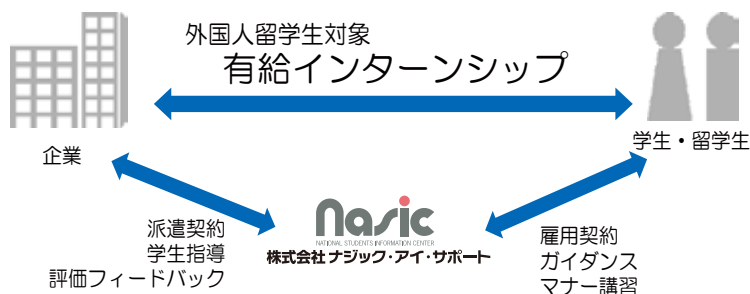 外国人留学生対象
有給インターンシップ
企業
学生・留学生
派遣契約
学生指導
評価フィードバック
nasic
NATIONAL STUDENTS INFORMATION CENTER
株式会社 ナジック・アイ・サポート
雇用契約
ガイダンス
マナー講習